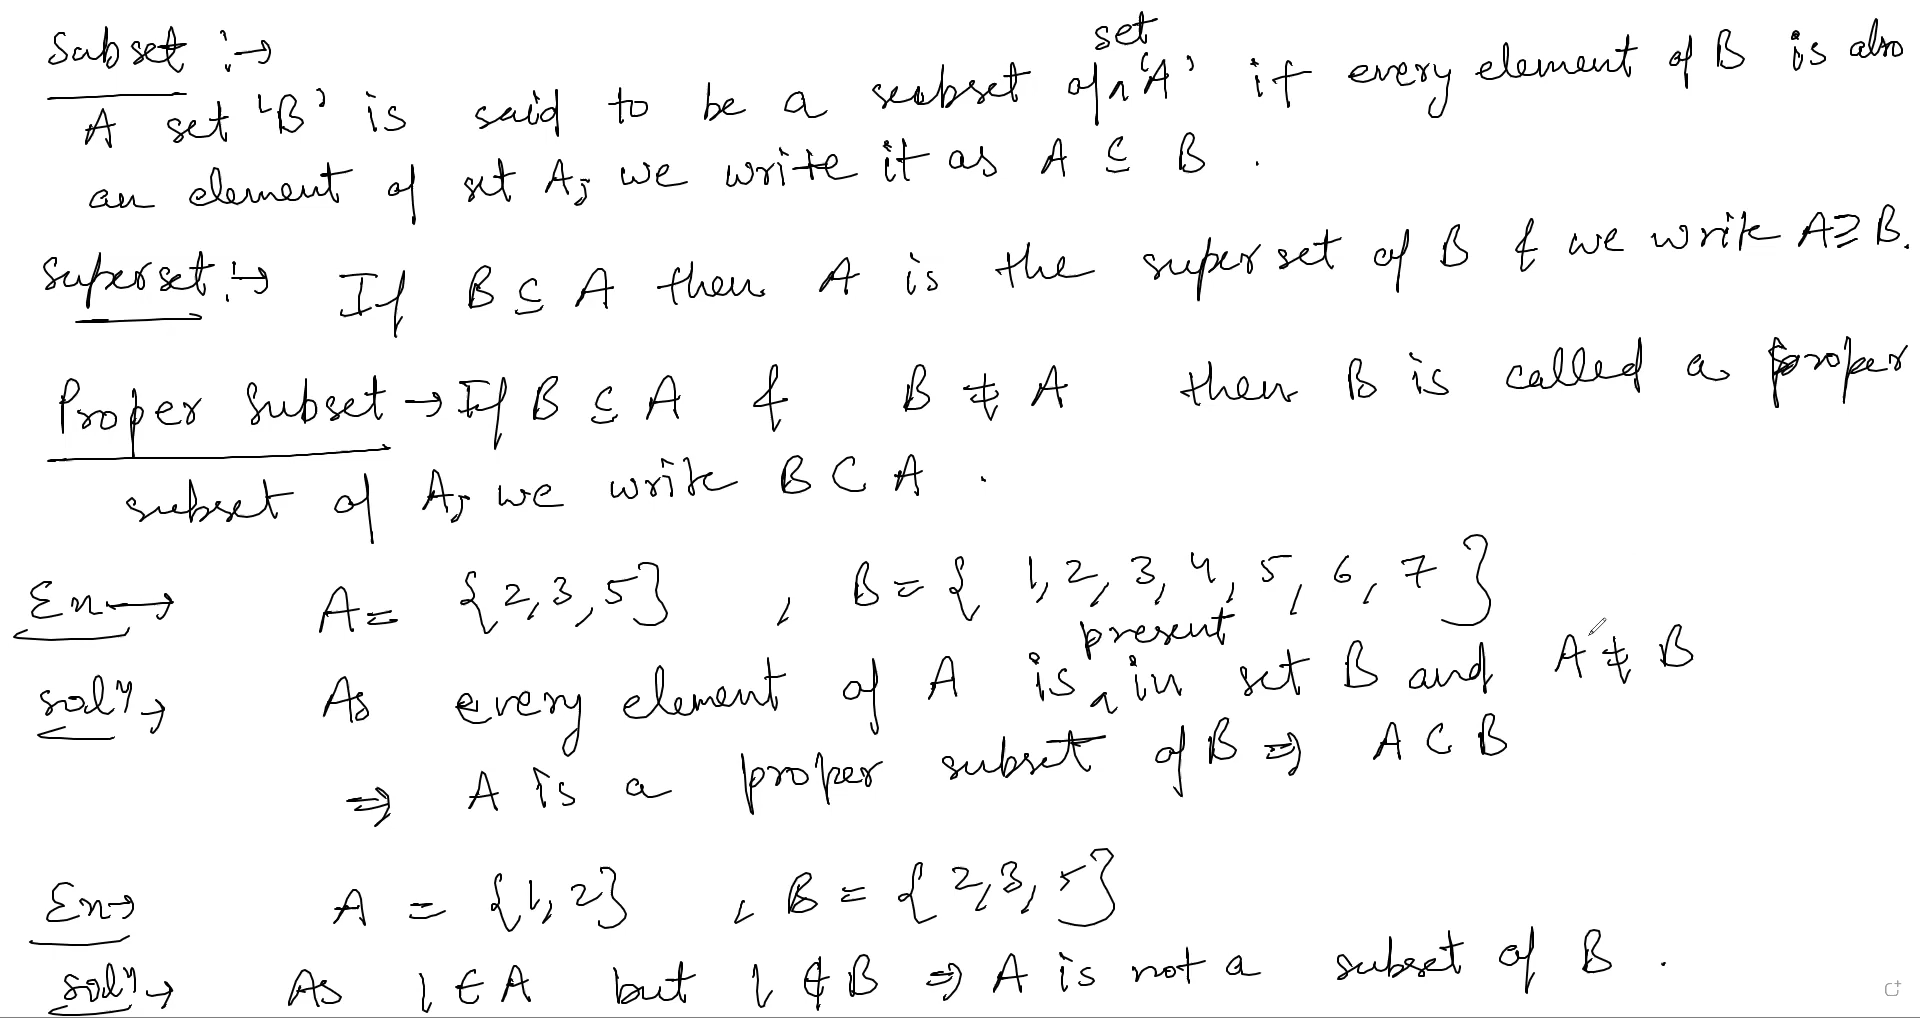 Subset :→
A set 'B' is said to be a subset of set 'A' if every element of B is also
an element of set A, we write it as A ⊆ B .
Superset :→ If B ⊆ A then A is the superset of B & we write A ⊇ B.
Proper Subset → If B ⊆ A & B ≠ A then B is called a proper
subset of A, we write B ⊂ A .
Ex → A = {2,3,5} , B = { 1, 2, 3, 4, 5, 6, 7 }
solⁿ → As every element of A is present in set B and A ≠ B
⇒ A is a proper subset of B ⇒ A ⊂ B
Ex → A = {1,2} , B = {2,3,5}
solⁿ → As 1 ∈ A but 1 ∉ B ⇒ A is not a subset of B .